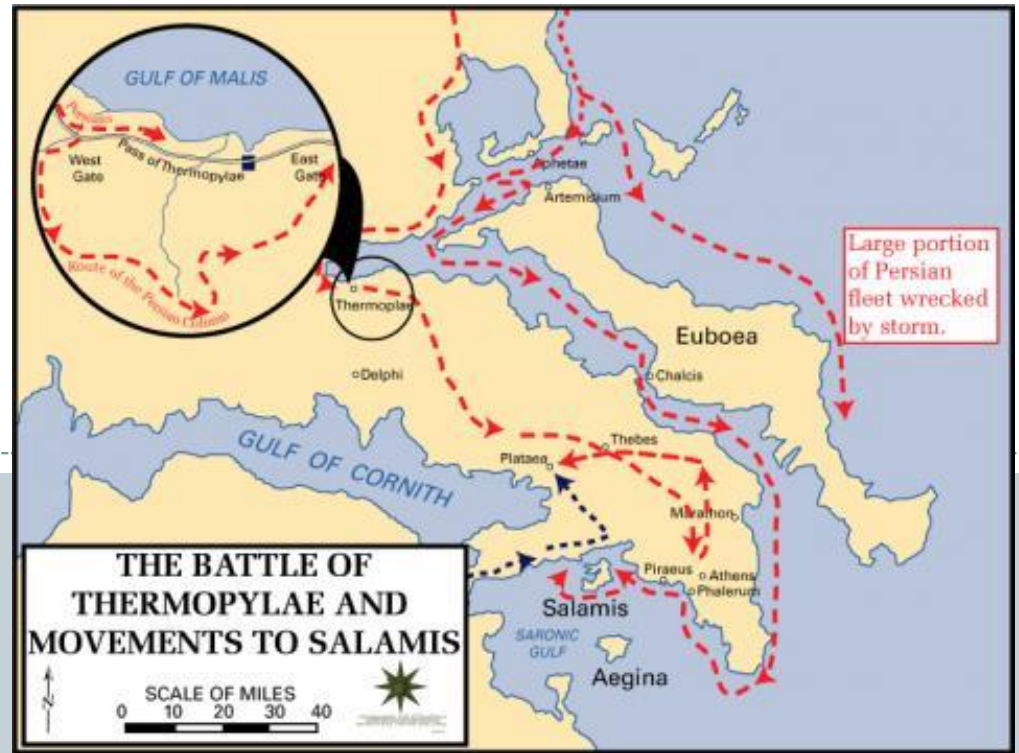 GULF OF MALIS
Persians
West
Gate
Pass of Thermopylae
East
Gate
Route of the Persian Column
Aphetae
Artemisium
Large portion
of Persian
fleet wrecked
by storm.
Thermoplae
Euboea
Delphi
Chalcis
GULF OF CORNITH
Thebes
Plataea
Marathon
Piraeus
Athens
Phalerum
Salamis
SARONIC
GULF
Aegina
THE BATTLE OF
THERMOPYLAE AND
MOVEMENTS TO SALAMIS
N
SCALE OF MILES
0 10 20 30 40